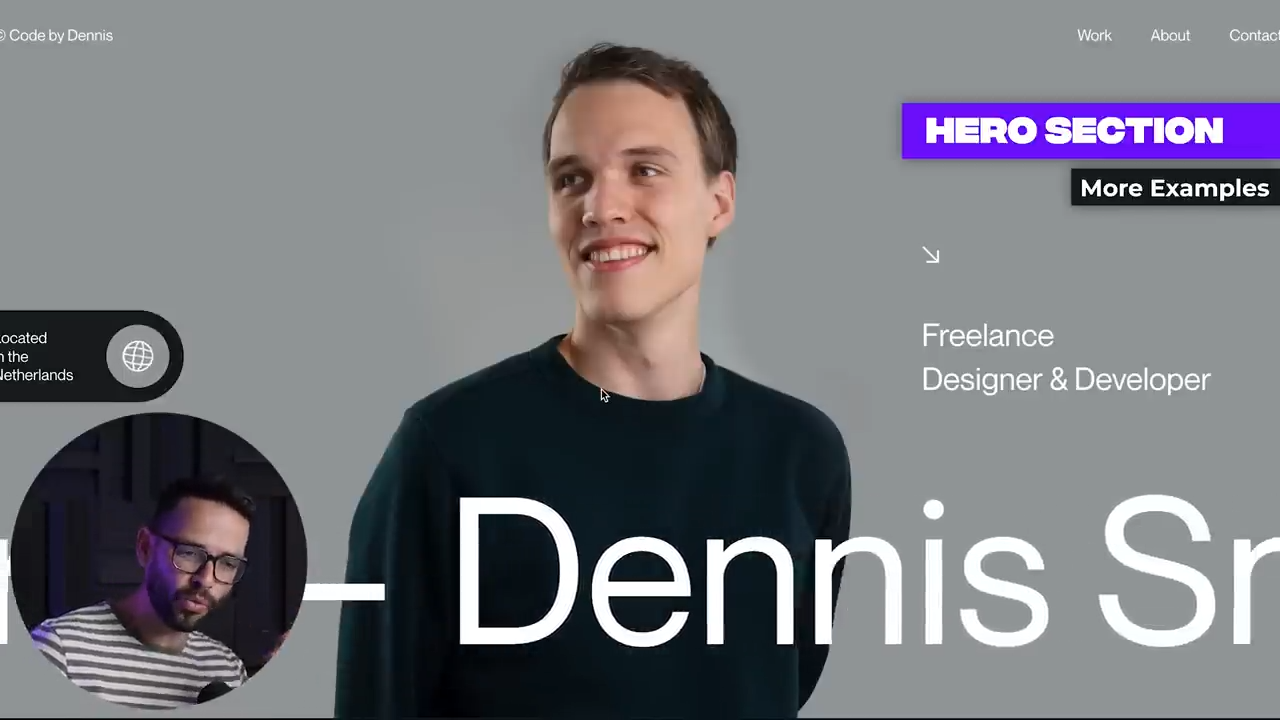 © Code by Dennis
Work
About
Contact
HERO SECTION
More Examples
Freelance
Designer & Developer
Located
in the
Netherlands
– Dennis Sn